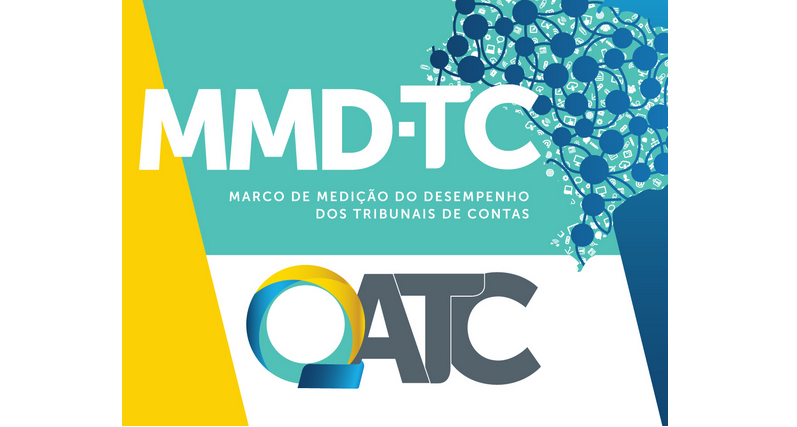 MMD-TC
MARCO DE MEDIÇÃO DO DESEMPENHO
DOS TRIBUNAIS DE CONTAS
QATC